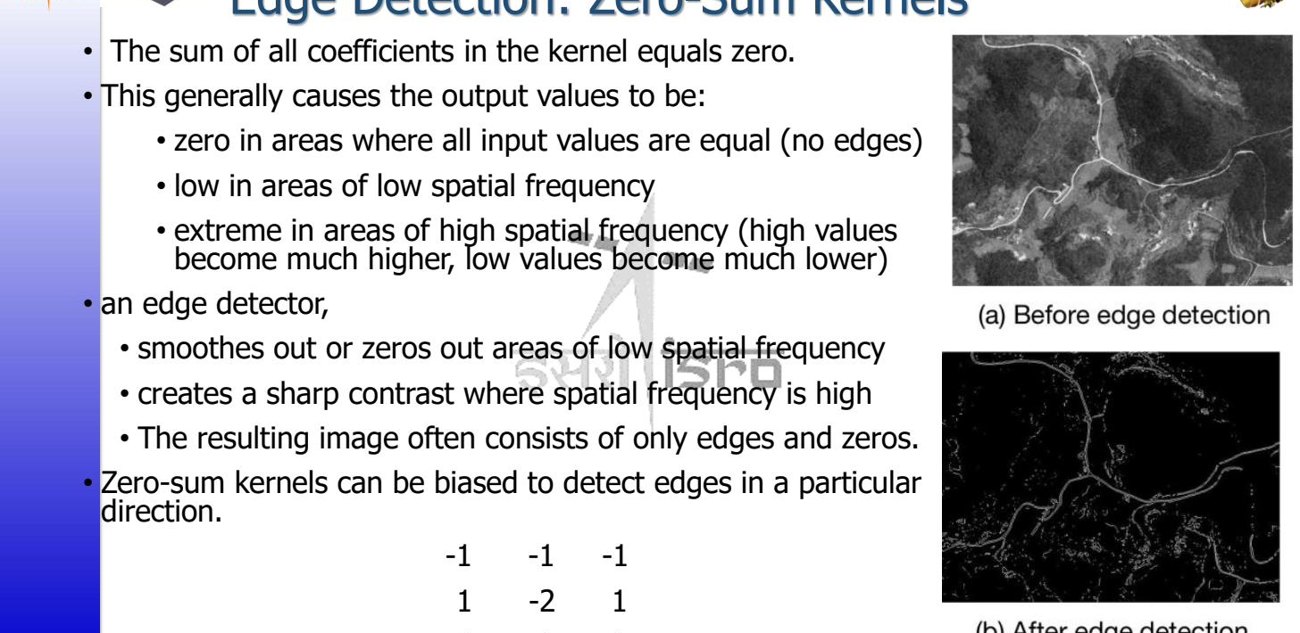 Edge Detection: Zero-Sum Kernels
• The sum of all coefficients in the kernel equals zero.
• This generally causes the output values to be:
• zero in areas where all input values are equal (no edges)
• low in areas of low spatial frequency
• extreme in areas of high spatial frequency (high values
become much higher, low values become much lower)
• an edge detector,
• smoothes out or zeros out areas of low spatial frequency
• creates a sharp contrast where spatial frequency is high
• The resulting image often consists of only edges and zeros.
• Zero-sum kernels can be biased to detect edges in a particular
direction.
-1 -1 -1
1 -2 1
इसरो isro
(a) Before edge detection
(b) After edge detection